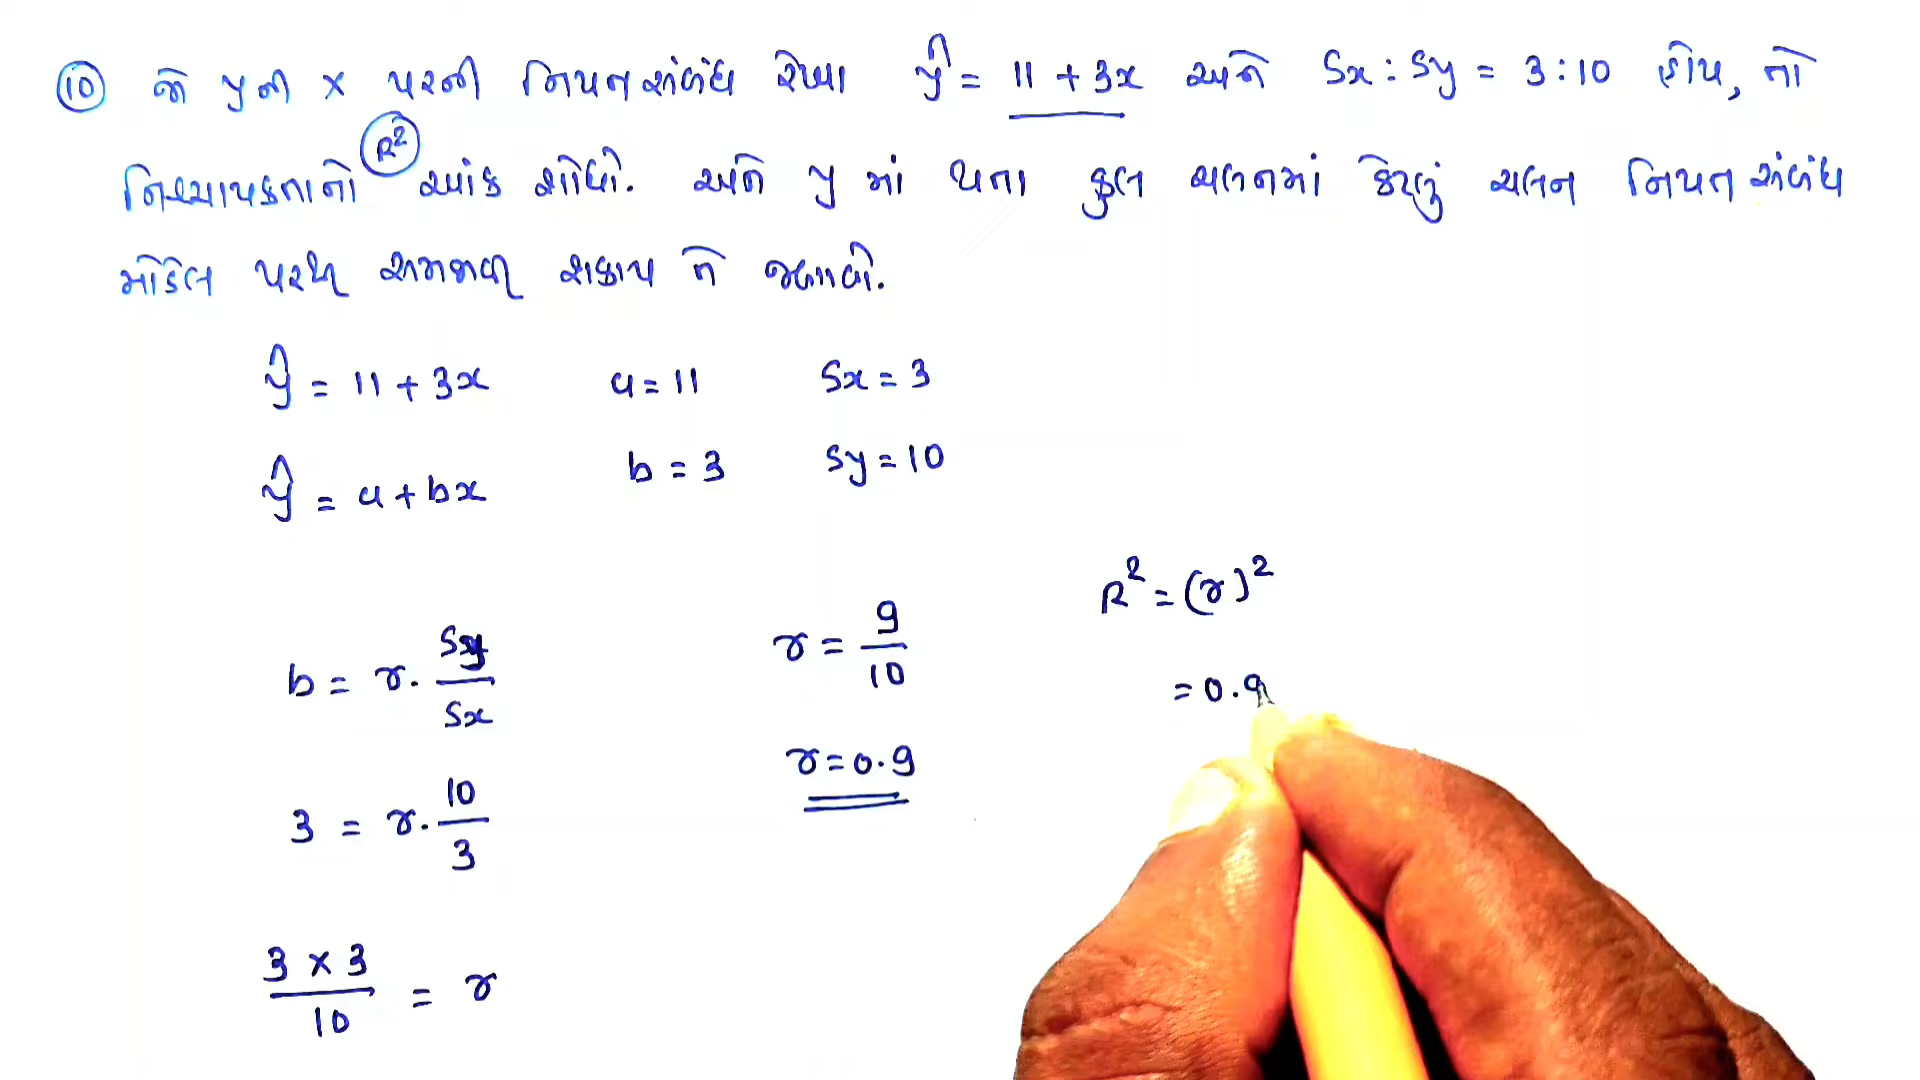 ⑩ જો y ની x પરની નિયતસંબંધ રેખા ŷ = 11 + 3x અને Sx : Sy = 3 : 10 હોય, તો
નિશ્ચાયકતાનો R² આંક શોધો. અને y માં થતા કુલ ચલનમાં કેટલું ચલન નિયતસંબંધ
મોડેલ પરથી સમજાવી શકાય તે જણાવો.
ŷ = 11 + 3x a = 11 Sx = 3
ŷ = a + bx b = 3 Sy = 10
b = r · Sy/Sx
3 = r · 10/3
3 × 3 / 10 = r
r = 9/10
r = 0.9
R² = (r)²
= 0.9